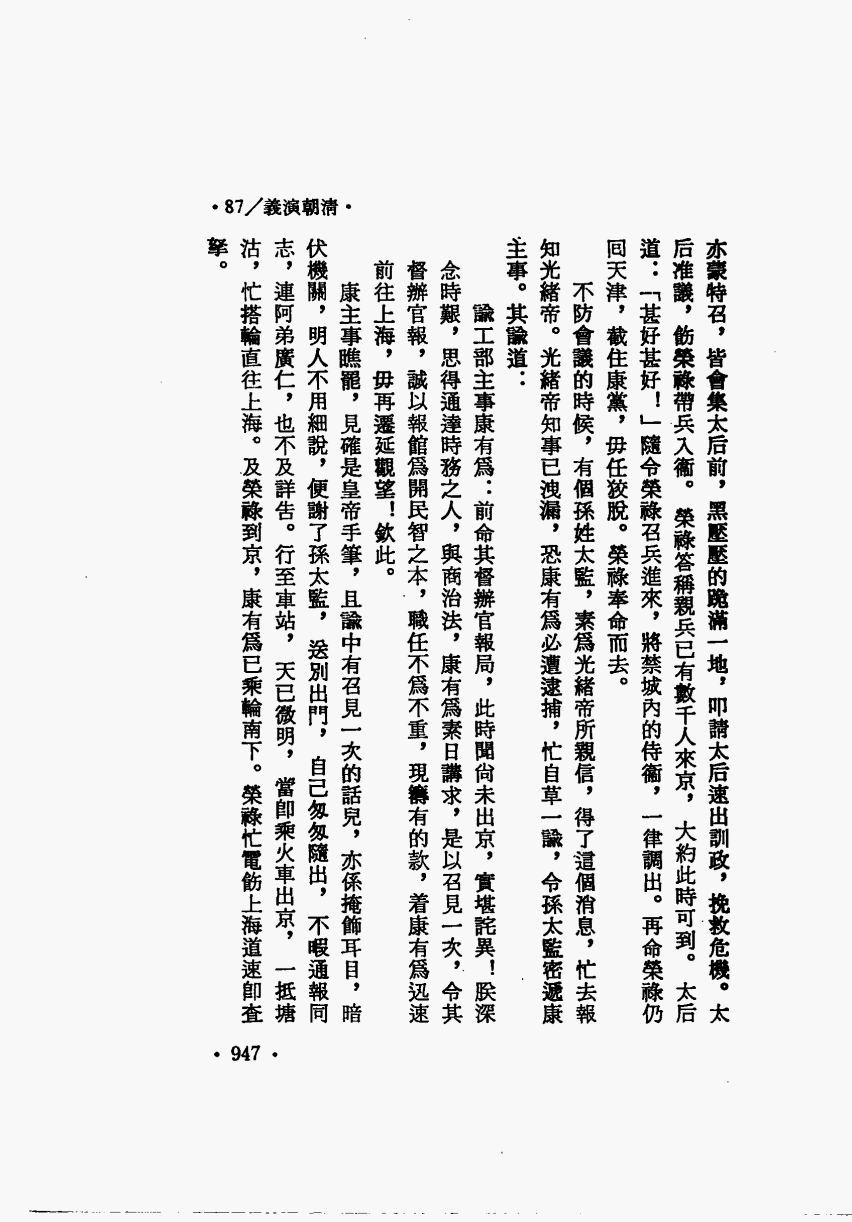 •87／義演朝清•
亦蒙特召，皆會集太后前，黑壓壓的跪滿一地，叩請太后速出訓政，挽救危機。太
后准議，飭榮祿帶兵入衞。榮祿答稱親兵已有數千人來京，大約此時可到。太后
道：「甚好甚好！」隨令榮祿召兵進來，將禁城內的侍衞，一律調出。再命榮祿仍
回天津，截住康黨，毋任狡脫。榮祿奉命而去。
不防會議的時候，有個孫姓太監，素爲光緒帝所親信，得了這個消息，忙去報
知光緒帝。光緒帝知事已洩漏，恐康有爲必遭逮捕，忙自草一諭，令孫太監密遞康
主事。其諭道：
諭工部主事康有爲：前命其督辦官報局，此時聞尙未出京，實堪詫異！朕深
念時艱，思得通達時務之人，與商治法，康有爲素日講求，是以召見一次，令其
督辦官報，誠以報館爲開民智之本，職任不爲不重，現籌有的款，着康有爲迅速
前往上海，毋再遷延觀望！欽此。
康主事瞧罷，見確是皇帝手筆，且諭中有召見一次的話兒，亦係掩飾耳目，暗
伏機關，明人不用細說，便謝了孫太監，送別出門，自己匆匆隨出，不暇通報同
志，連阿弟廣仁，也不及詳告。行至車站，天已微明，當卽乘火車出京，一抵塘
沽，忙搭輪直往上海。及榮祿到京，康有爲已乘輪南下。榮祿忙電飭上海道速卽查
拏。
•947•